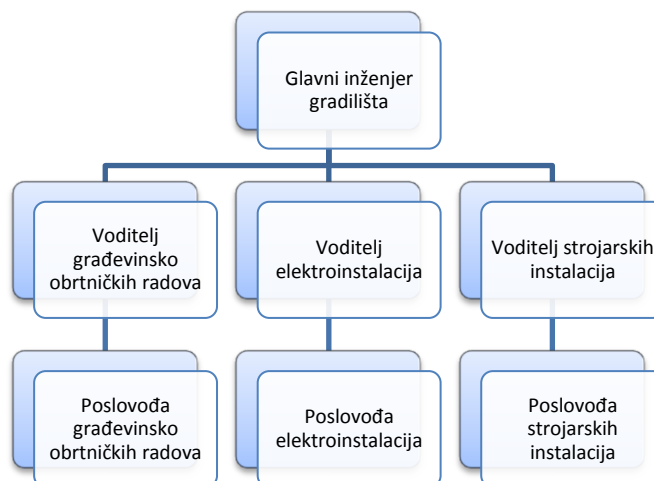 Glavni inženjer
gradilišta
Voditelj
građevinsko
obrtničkih radova
Voditelj
elektroinstalacija
Voditelj strojarskih
instalacija
Poslovođa
građevinsko
obrtničkih radova
Poslovođa
elektroinstalacija
Poslovođa
strojarskih
instalacija